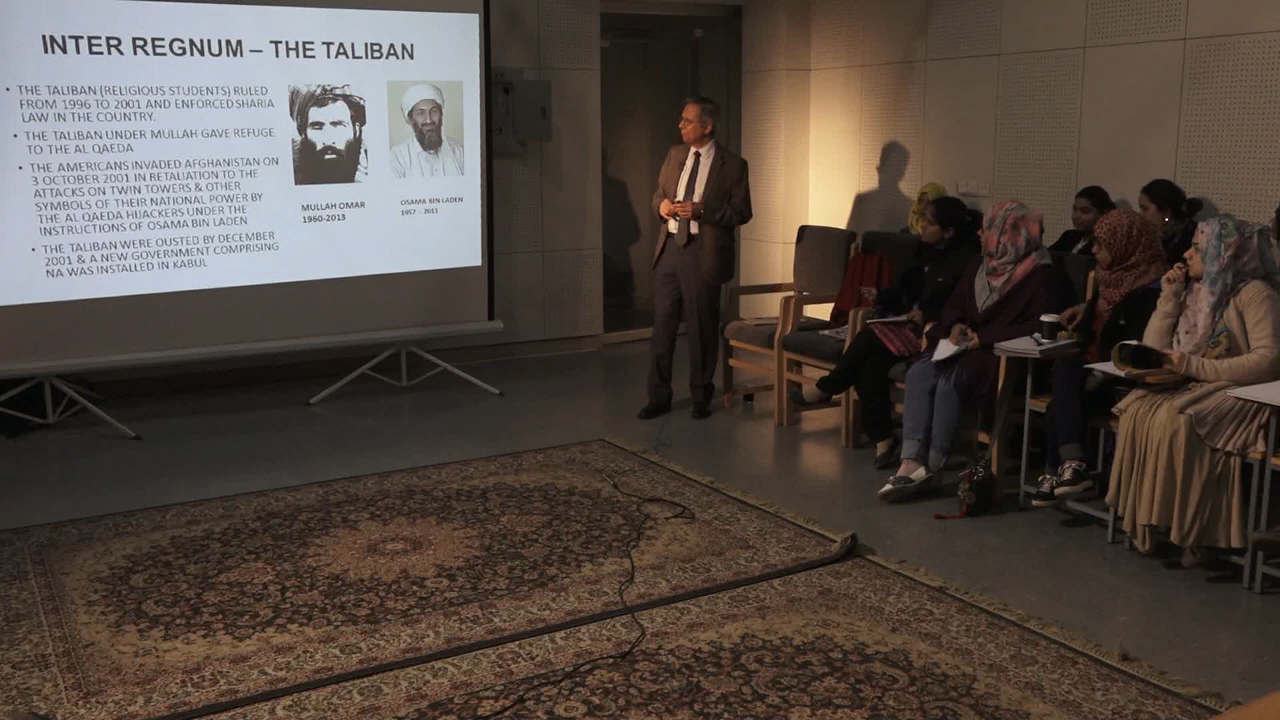 INTER REGNUM – THE TALIBAN
• THE TALIBAN (RELIGIOUS STUDENTS) RULED
FROM 1996 TO 2001 AND ENFORCED SHARIA
LAW IN THE COUNTRY.
• THE TALIBAN UNDER MULLAH GAVE REFUGE
TO THE AL QAEDA
• THE AMERICANS INVADED AFGHANISTAN ON
3 OCTOBER 2001 IN RETALIATION TO THE
ATTACKS ON TWIN TOWERS & OTHER
SYMBOLS OF THEIR NATIONAL POWER BY
THE AL QAEDA HIJACKERS UNDER THE
INSTRUCTIONS OF OSAMA BIN LADEN
• THE TALIBAN WERE OUSTED BY DECEMBER
2001 & A NEW GOVERNMENT COMPRISING
NA WAS INSTALLED IN KABUL
MULLAH OMAR
1960-2013
OSAMA BIN LADEN
1957 – 2011